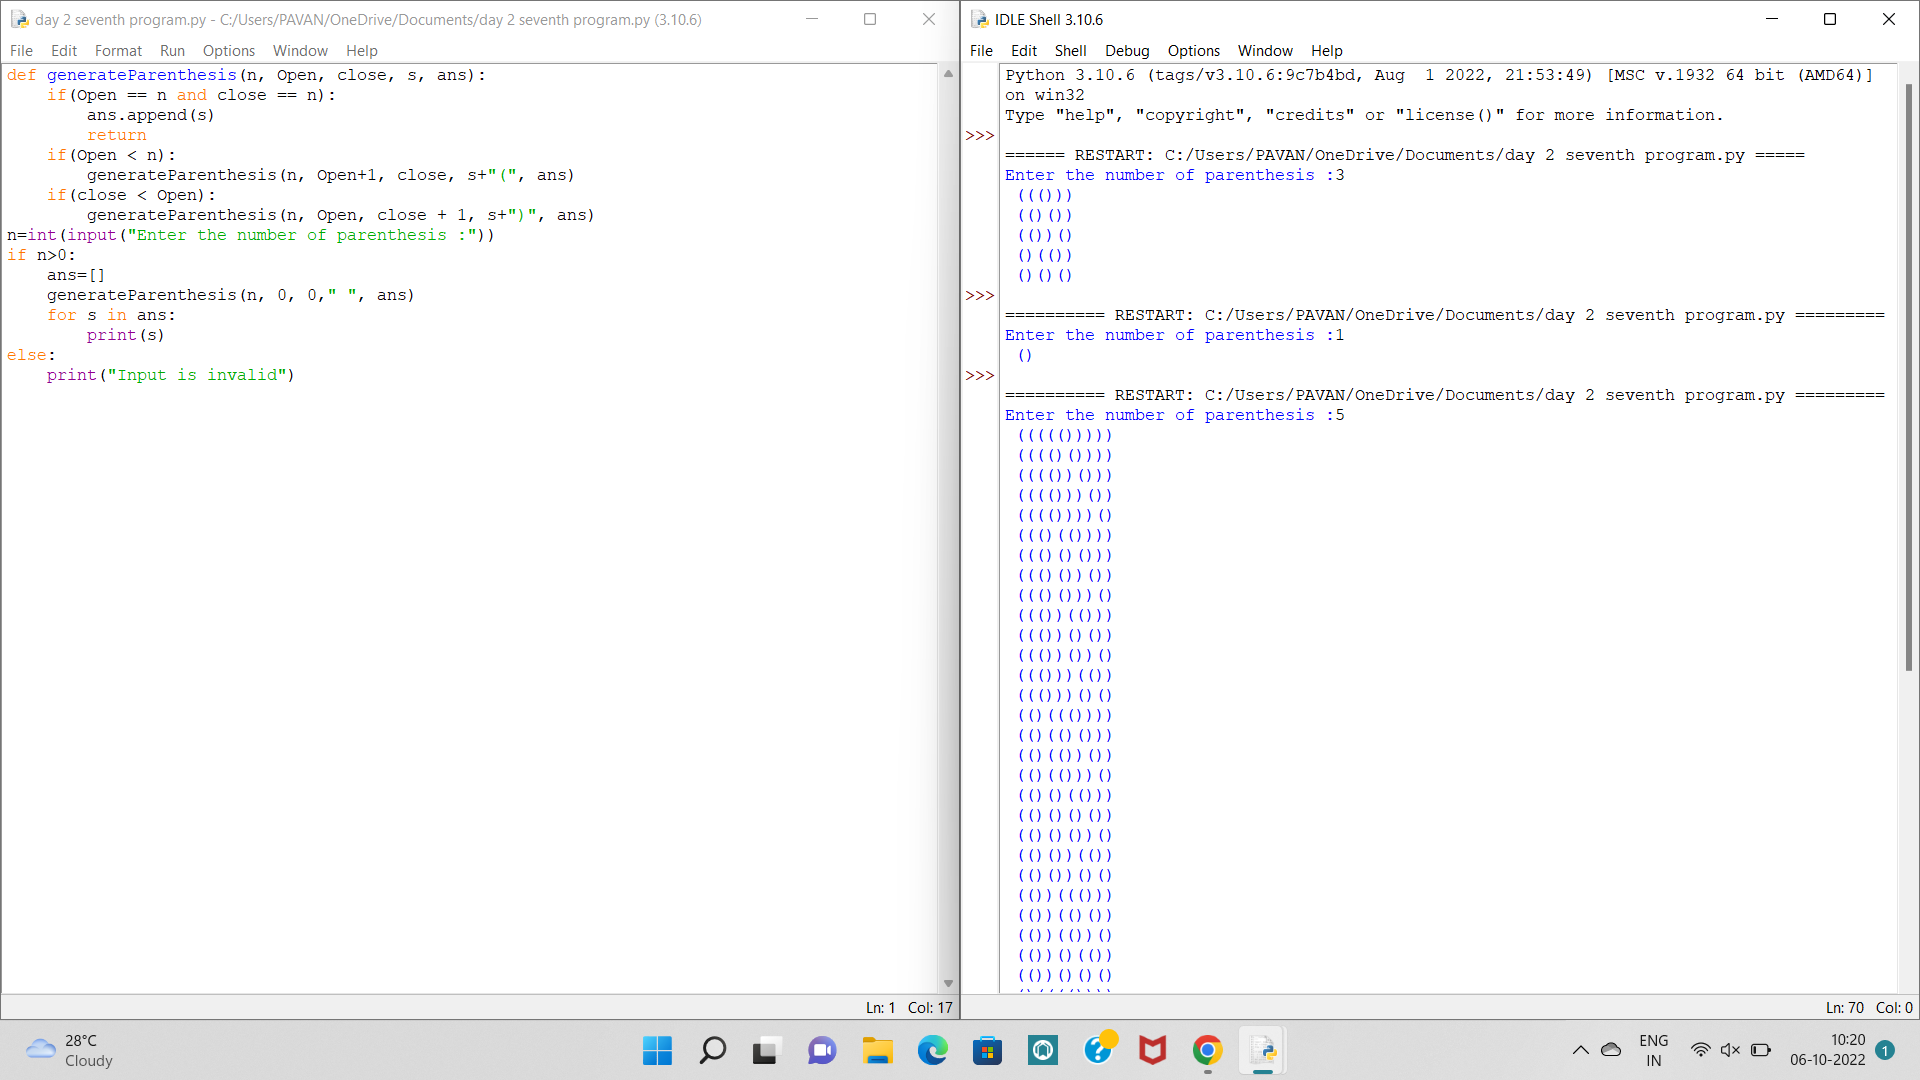 day 2 seventh program.py - C:/Users/PAVAN/OneDrive/Documents/day 2 seventh program.py (3.10.6)
File Edit Format Run Options Window Help
def generateParenthesis(n, Open, close, s, ans):
    if(Open == n and close == n):
        ans.append(s)
        return
    if(Open < n):
        generateParenthesis(n, Open+1, close, s+"(", ans)
    if(close < Open):
        generateParenthesis(n, Open, close + 1, s+")", ans)
n=int(input("Enter the number of parenthesis :"))
if n>0:
    ans=[]
    generateParenthesis(n, 0, 0," ", ans)
    for s in ans:
        print(s)
else:
    print("Input is invalid")
Ln: 1 Col: 17
IDLE Shell 3.10.6
File Edit Shell Debug Options Window Help
Python 3.10.6 (tags/v3.10.6:9c7b4bd, Aug  1 2022, 21:53:49) [MSC v.1932 64 bit (AMD64)]
on win32
Type "help", "copyright", "credits" or "license()" for more information.
>>>
====== RESTART: C:/Users/PAVAN/OneDrive/Documents/day 2 seventh program.py =====
Enter the number of parenthesis :3
 ((()))
 (()())
 (())()
 ()(())
 ()()()
>>>
========== RESTART: C:/Users/PAVAN/OneDrive/Documents/day 2 seventh program.py =========
Enter the number of parenthesis :1
 ()
>>>
========== RESTART: C:/Users/PAVAN/OneDrive/Documents/day 2 seventh program.py =========
Enter the number of parenthesis :5
 ((((()))))
 (((()())))
 (((())()))
 (((()))())
 (((())))()
 ((()(())))
 ((()()()))
 ((()())())
 ((()()))()
 ((())(()))
 ((())()())
 ((())())()
 ((()))(())
 ((()))()()
 (()((())))
 (()(()()))
 (()(())())
 (()(()))()
 (()()(()))
 (()()()())
 (()()())()
 (()())(())
 (()())()()
 (())((()))
 (())(()())
 (())(())()
 (())()(())
 (())()()()
Ln: 70 Col: 0
28°C
Cloudy
ENG
IN
10:20
06-10-2022
1